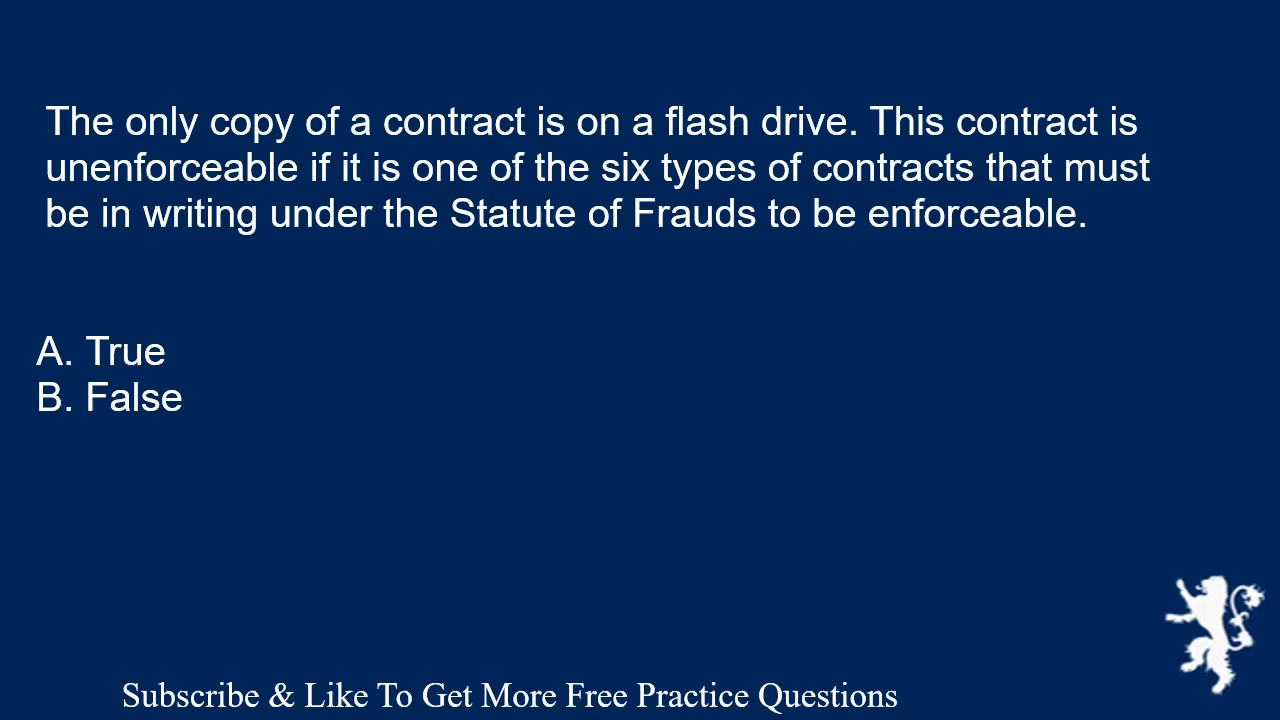 The only copy of a contract is on a flash drive. This contract is
unenforceable if it is one of the six types of contracts that must
be in writing under the Statute of Frauds to be enforceable.
A. True
B. False
Subscribe & Like To Get More Free Practice Questions